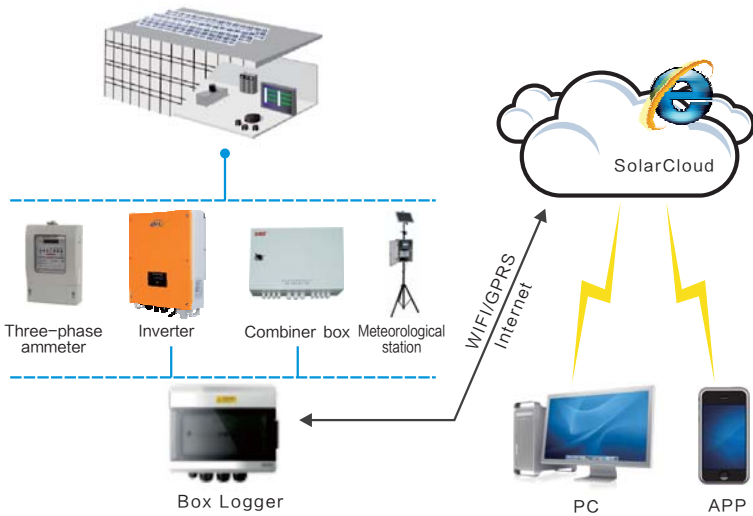 SolarCloud
WIFI/GPRS
Internet
Three-phase
ammeter
Inverter
Combiner box
Meteorological
station
Box Logger
PC
APP